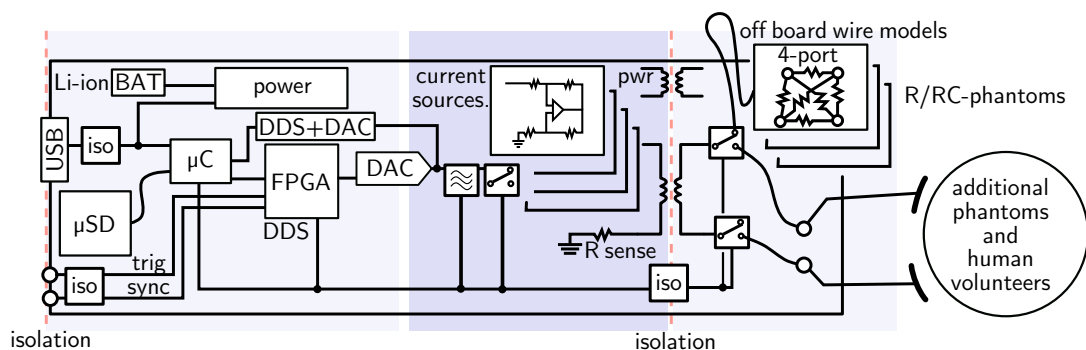 off board wire models
Li-ion
BAT
power
current
sources.
pwr
4-port
R/RC-phantoms
USB
iso
DDS+DAC
µC
FPGA
DAC
DDS
µSD
additional
phantoms
and
human
volunteers
R sense
trig
sync
iso
iso
isolation
isolation